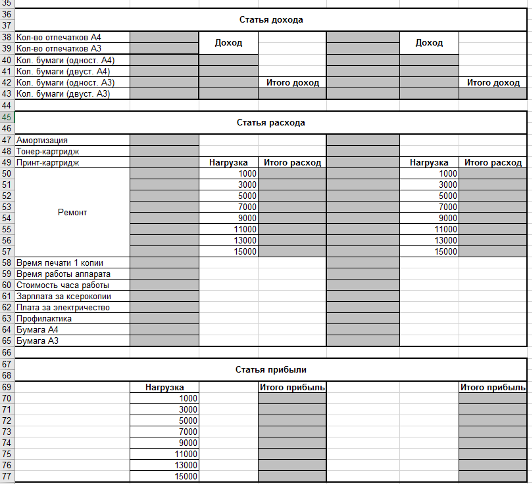 35
36 Статья дохода
37
38 Кол-во отпечатков А4 Доход Доход
39 Кол-во отпечатков А3
40 Кол. бумаги (одност. А4)
41 Кол. бумаги (двуст. А4)
42 Кол. бумаги (одност. А3) Итого доход Итого доход
43 Кол. бумаги (двуст. А3)
44
45 Статья расхода
46
47 Амортизация
48 Тонер-картридж
49 Принт-картридж Нагрузка Итого расход Нагрузка Итого расход
50 1000 1000
51 3000 3000
52 5000 5000
53 7000 7000
54 Ремонт 9000 9000
55 11000 11000
56 13000 13000
57 15000 15000
58 Время печати 1 копии
59 Время работы аппарата
60 Стоимость часа работы
61 Зарплата за ксерокопии
62 Плата за электричество
63 Профилактика
64 Бумага А4
65 Бумага А3
66
67 Статья прибыли
68
69 Нагрузка Итого прибыль Итого прибыль
70 1000
71 3000
72 5000
73 7000
74 9000
75 11000
76 13000
77 15000